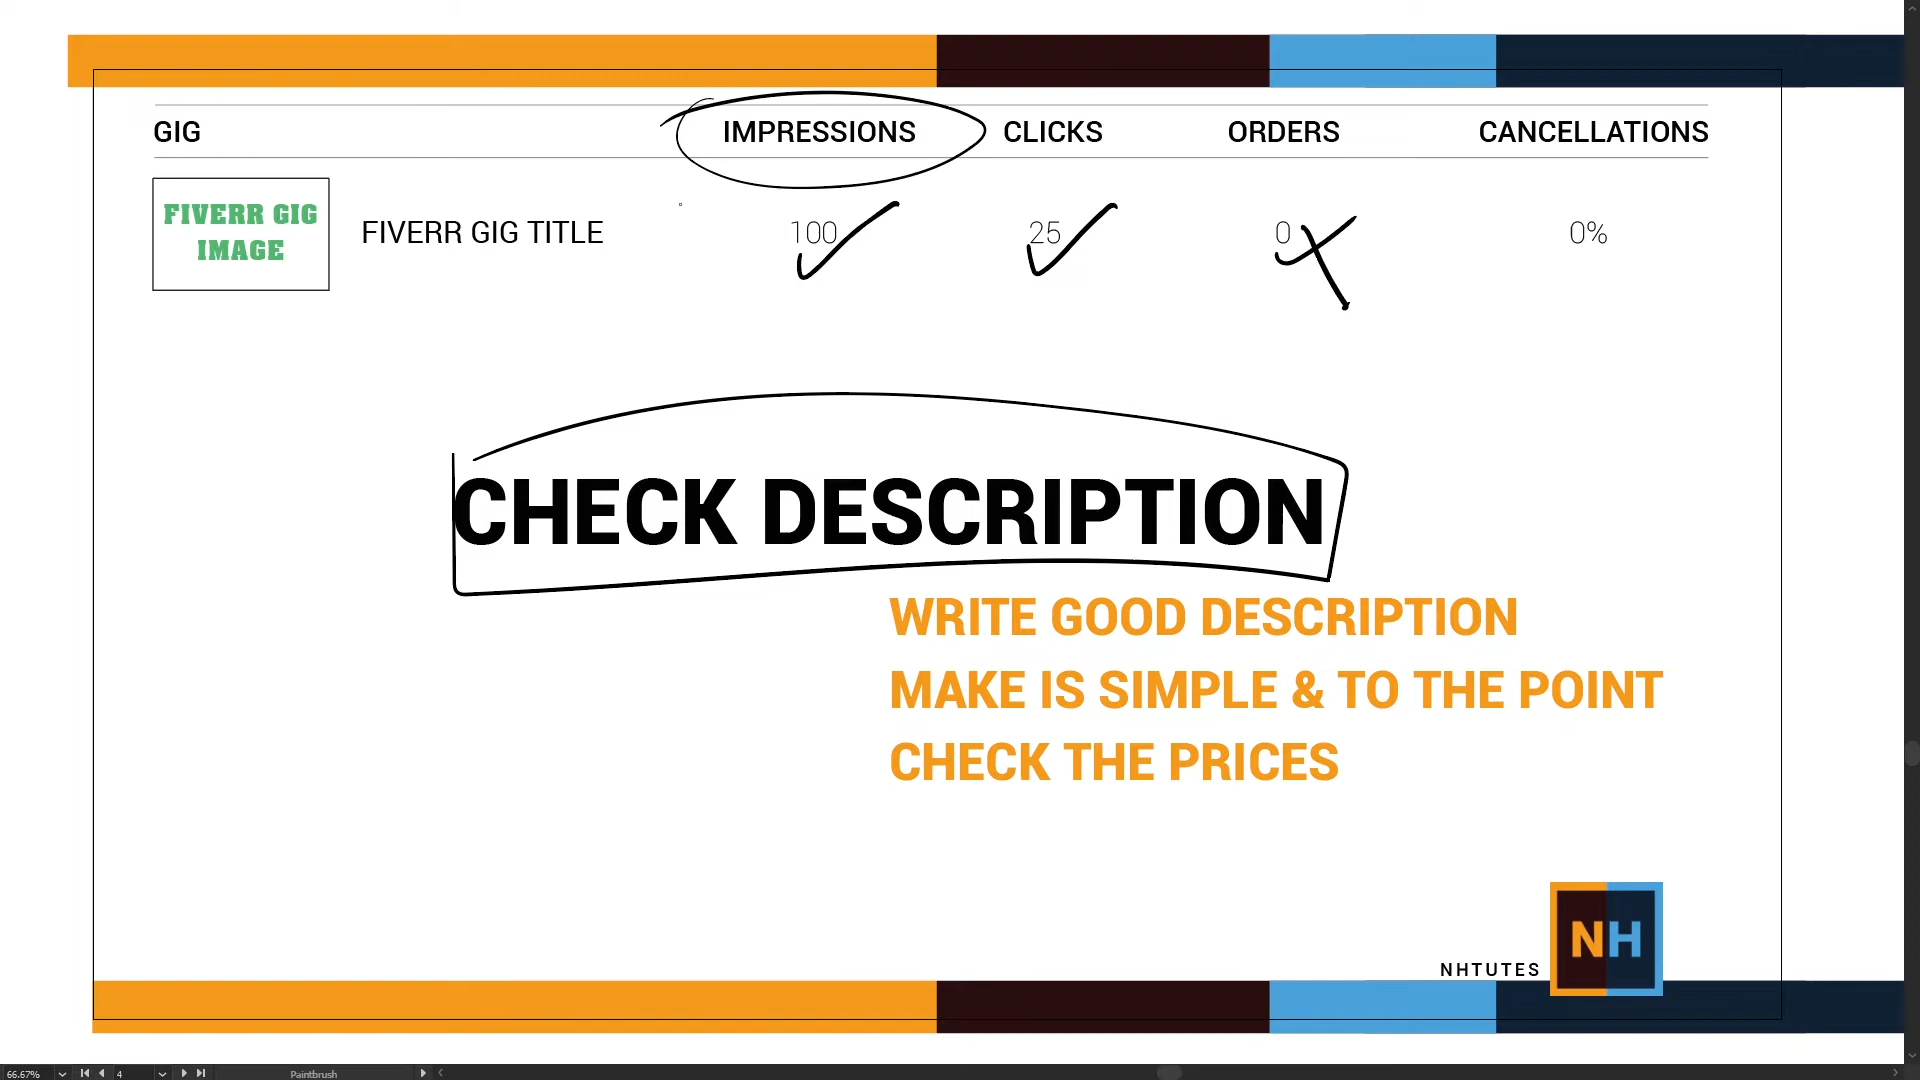 GIG IMPRESSIONS CLICKS ORDERS CANCELLATIONS
FIVERR GIG
IMAGE
FIVERR GIG TITLE 100 25 0 0%
CHECK DESCRIPTION
WRITE GOOD DESCRIPTION
MAKE IS SIMPLE & TO THE POINT
CHECK THE PRICES
NH
NHTUTES
66.67% 4 Paintbrush